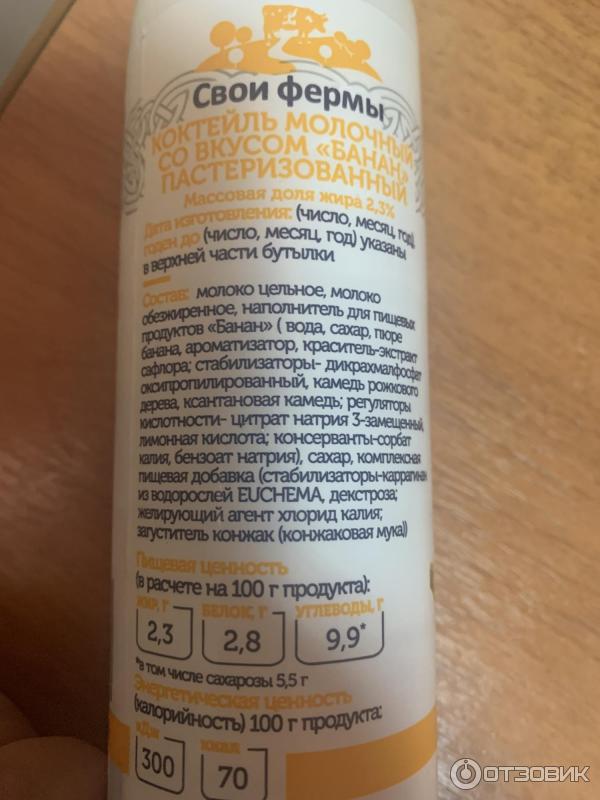 Свои фермы
КОКТЕЙЛЬ МОЛОЧНЫЙ
СО ВКУСОМ «БАНАН»
ПАСТЕРИЗОВАННЫЙ
Массовая доля жира 2,3%
Дата изготовления: (число, месяц, год)
годен до (число, месяц, год) указаны
в верхней части бутылки
Состав: молоко цельное, молоко
обезжиренное, наполнитель для пищевых
продуктов «Банан» ( вода, сахар, пюре
банана, ароматизатор, краситель-экстракт
сафлора; стабилизаторы- дикрахмалфосфат
оксипропилированный, камедь рожкового
дерева, ксантановая камедь; регуляторы
кислотности- цитрат натрия 3-замещенный,
лимонная кислота; консерванты-сорбат
калия, бензоат натрия), сахар, комплексная
пищевая добавка (стабилизаторы-каррагинан
из водорослей EUCHEMA, декстроза;
желирующий агент хлорид калия;
загуститель конжак (конжаковая мука))
Пищевая ценность
(в расчете на 100 г продукта):
ЖИР, Г БЕЛОК, Г УГЛЕВОДЫ, Г
2,3 2,8 9,9*
*в том числе сахарозы 5,5 г
Энергетическая ценность
(калорийность) 100 г продукта:
кДж ккал
300 70
ОТЗОВИК